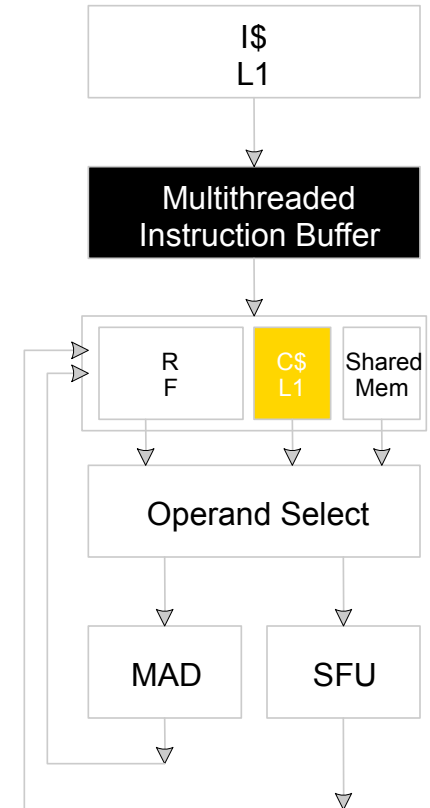 I$
L1
Multithreaded
Instruction Buffer
R
F
C$
L1
Shared
Mem
Operand Select
MAD
SFU